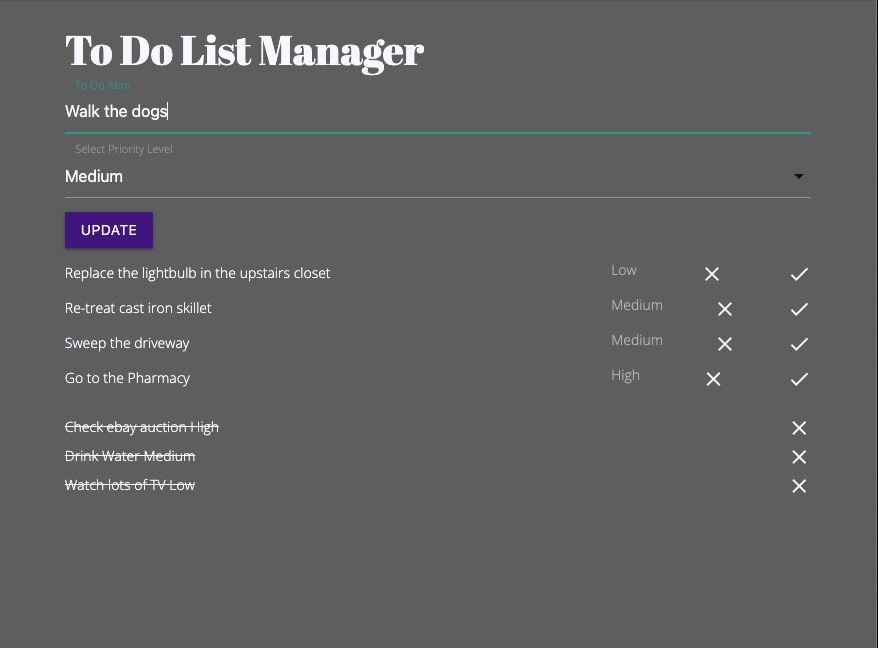 To Do List Manager
To Do Item
Walk the dogs
Select Priority Level
Medium
UPDATE
Replace the lightbulb in the upstairs closet Low
Re-treat cast iron skillet Medium
Sweep the driveway Medium
Go to the Pharmacy High
Check ebay auction High
Drink Water Medium
Watch lots of TV Low